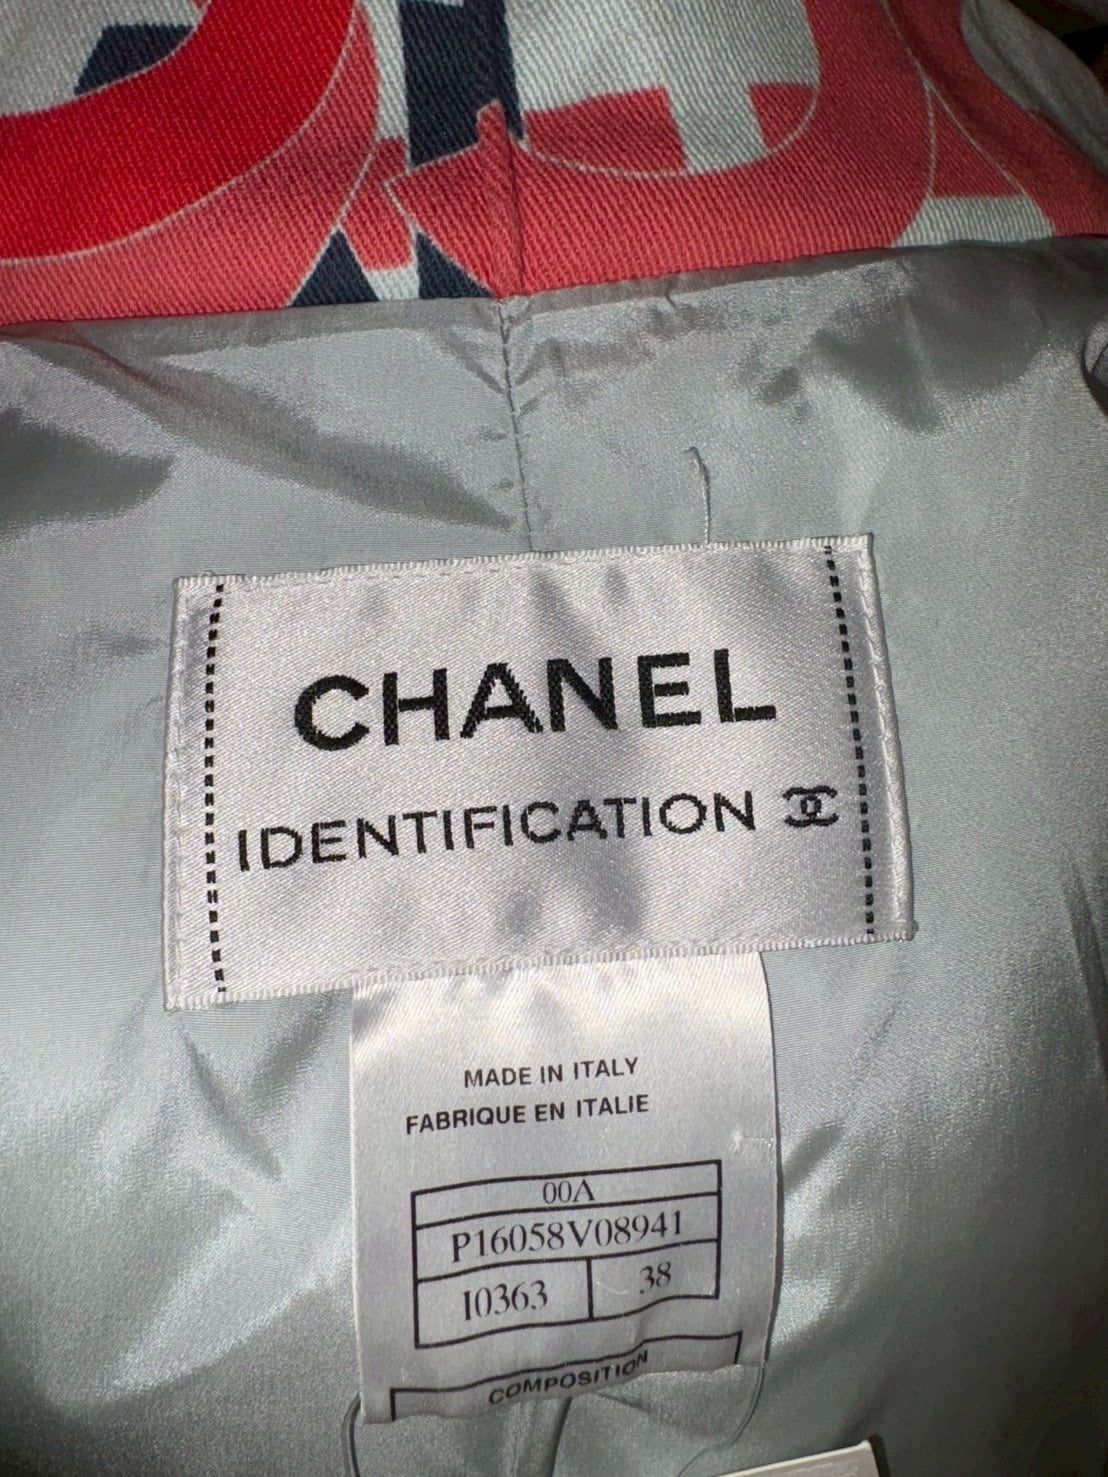 CHANEL
IDENTIFICATION
MADE IN ITALY
FABRIQUE EN ITALIE
00A
P16058V08941
I0363 38
COMPOSITION